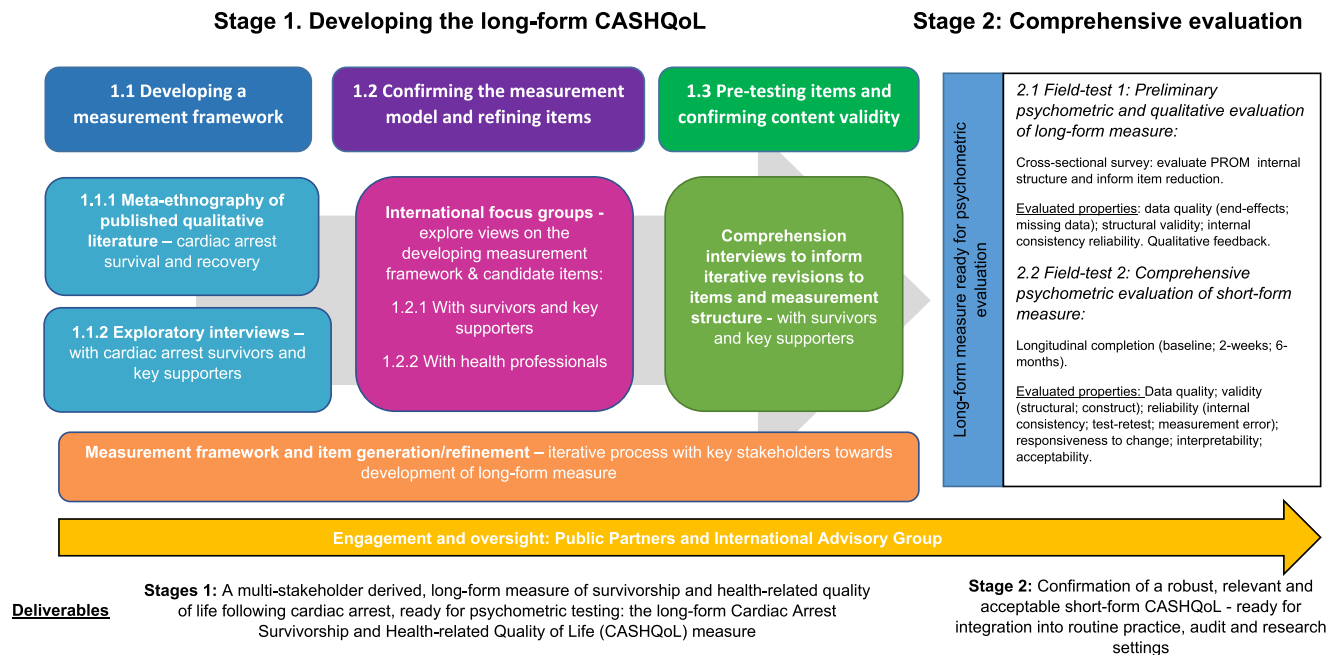 Stage 1. Developing the long-form CASHQoL
Stage 2: Comprehensive evaluation
1.1 Developing a
measurement framework
1.2 Confirming the measurement
model and refining items
1.3 Pre-testing items and
confirming content validity
1.1.1 Meta-ethnography of
published qualitative
literature – cardiac arrest
survival and recovery
1.1.2 Exploratory interviews –
with cardiac arrest survivors and
key supporters
International focus groups -
explore views on the
developing measurement
framework & candidate items:
1.2.1 With survivors and key
supporters
1.2.2 With health professionals
Comprehension
interviews to inform
iterative revisions to
items and measurement
structure - with survivors
and key supporters
Measurement framework and item generation/refinement – iterative process with key stakeholders towards
development of long-form measure
Long-form measure ready for psychometric
evaluation
2.1 Field-test 1: Preliminary
psychometric and qualitative evaluation
of long-form measure:
Cross-sectional survey: evaluate PROM internal
structure and inform item reduction.
Evaluated properties: data quality (end-effects;
missing data); structural validity; internal
consistency reliability. Qualitative feedback.
2.2 Field-test 2: Comprehensive
psychometric evaluation of short-form
measure:
Longitudinal completion (baseline; 2-weeks; 6-
months).
Evaluated properties: Data quality; validity
(structural; construct); reliability (internal
consistency; test-retest; measurement error);
responsiveness to change; interpretability;
acceptability.
Engagement and oversight: Public Partners and International Advisory Group
Deliverables
Stages 1: A multi-stakeholder derived, long-form measure of survivorship and health-related quality
of life following cardiac arrest, ready for psychometric testing: the long-form Cardiac Arrest
Survivorship and Health-related Quality of Life (CASHQoL) measure
Stage 2: Confirmation of a robust, relevant and
acceptable short-form CASHQoL - ready for
integration into routine practice, audit and research
settings